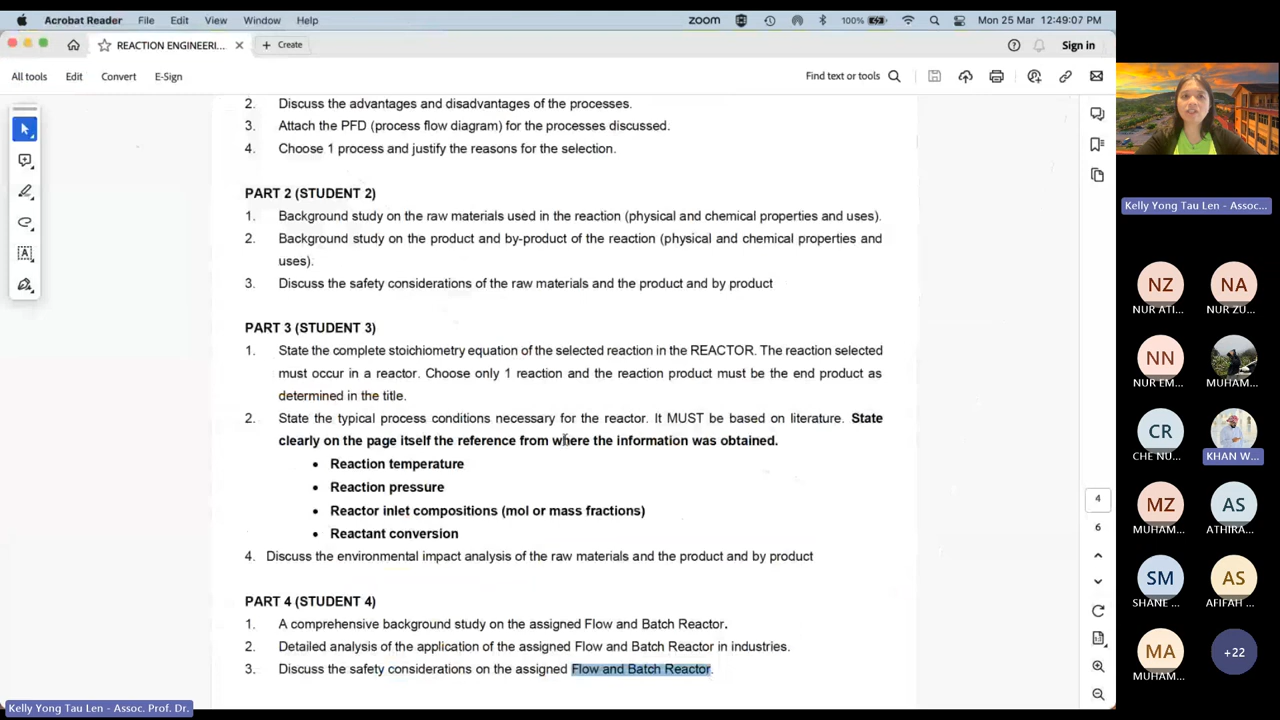 Acrobat Reader File Edit View Window Help zoom 100% Mon 25 Mar 12:49:07 PM
REACTION ENGINEERI... Create Sign in
All tools Edit Convert E-Sign Find text or tools
2. Discuss the advantages and disadvantages of the processes.
3. Attach the PFD (process flow diagram) for the processes discussed.
4. Choose 1 process and justify the reasons for the selection.
PART 2 (STUDENT 2)
1. Background study on the raw materials used in the reaction (physical and chemical properties and uses).
2. Background study on the product and by-product of the reaction (physical and chemical properties and
uses).
3. Discuss the safety considerations of the raw materials and the product and by product
PART 3 (STUDENT 3)
1. State the complete stoichiometry equation of the selected reaction in the REACTOR. The reaction selected
must occur in a reactor. Choose only 1 reaction and the reaction product must be the end product as
determined in the title.
2. State the typical process conditions necessary for the reactor. It MUST be based on literature. State
clearly on the page itself the reference from where the information was obtained.
• Reaction temperature
• Reaction pressure
• Reactor inlet compositions (mol or mass fractions)
• Reactant conversion
4. Discuss the environmental impact analysis of the raw materials and the product and by product
PART 4 (STUDENT 4)
1. A comprehensive background study on the assigned Flow and Batch Reactor.
2. Detailed analysis of the application of the assigned Flow and Batch Reactor in industries.
3. Discuss the safety considerations on the assigned Flow and Batch Reactor.
4
6
Kelly Yong Tau Len - Assoc. Prof. Dr.
Kelly Yong Tau Len - Assoc...
NZ NA
NUR ATI... NUR ZU...
NN
NUR EM... MUHAM...
CR
CHE NU... KHAN W...
MZ AS
MUHAM... ATHIRA...
SM AS
SHANE ... AFIFAH ...
MA +22
MUHAM...